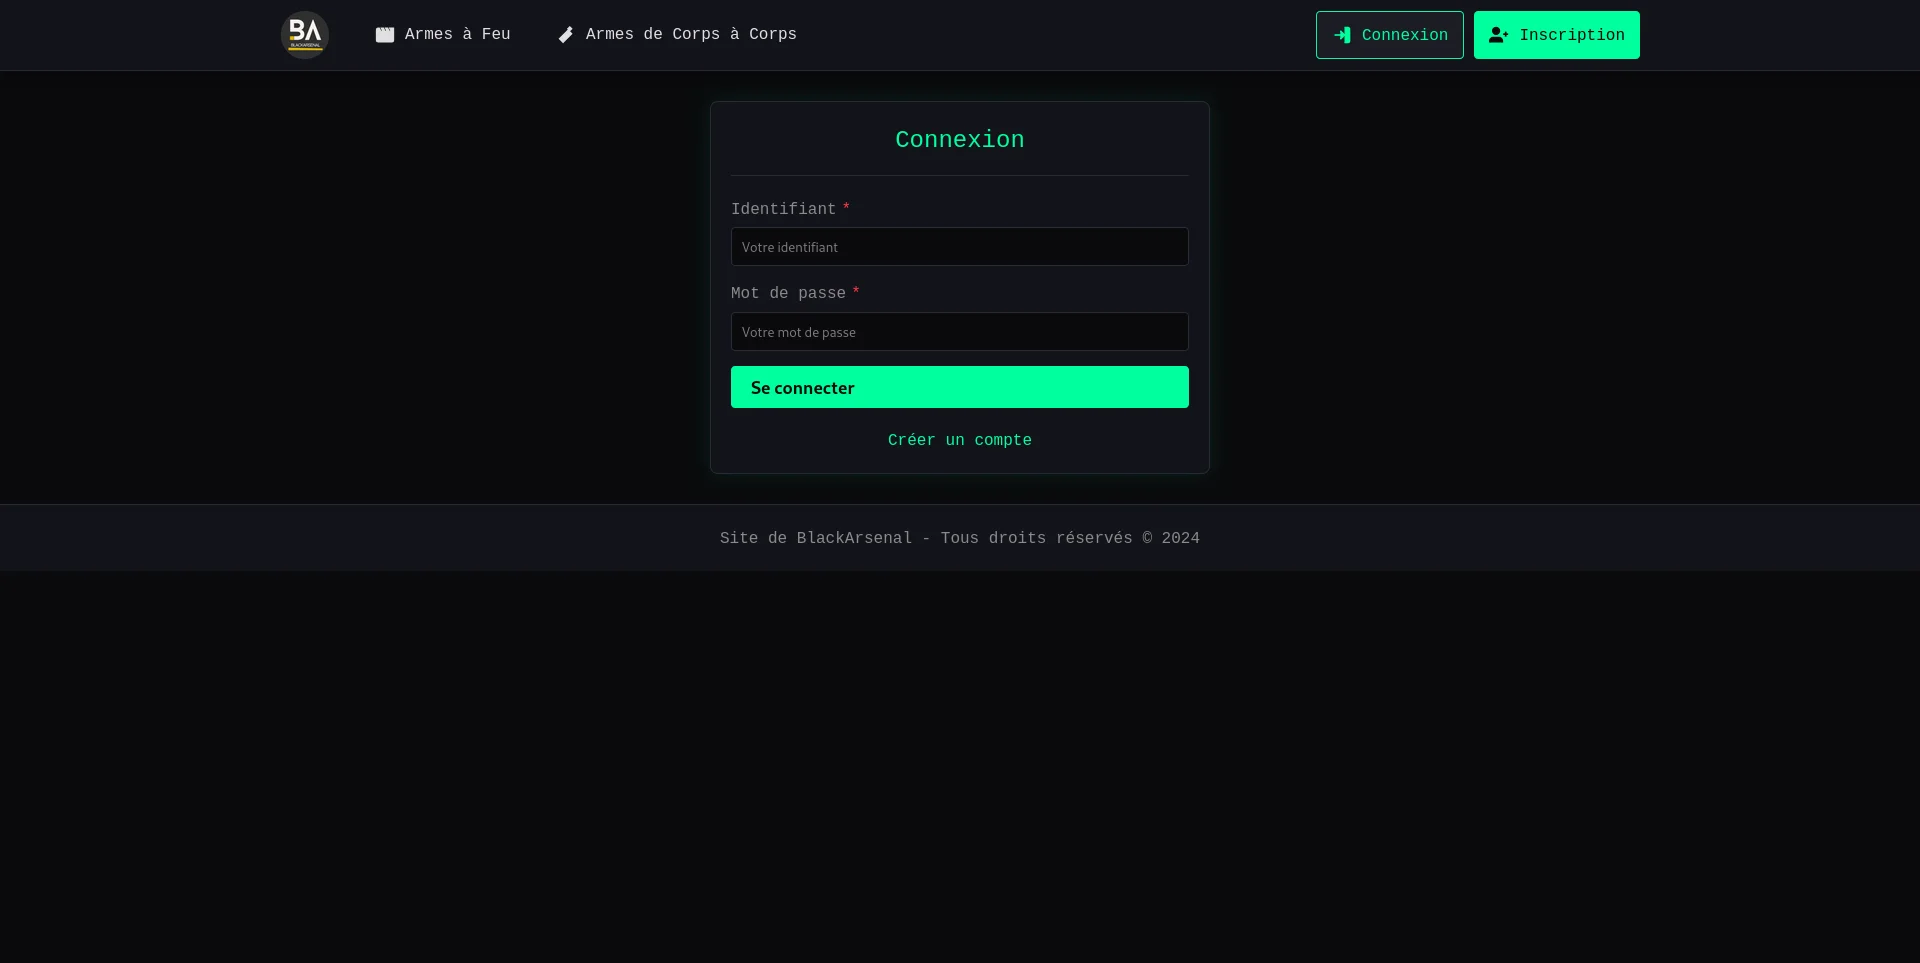 BA
BLACKARSENAL
Armes à Feu
Armes de Corps à Corps
Connexion
Inscription
Connexion
Identifiant *
Votre identifiant
Mot de passe *
Votre mot de passe
Se connecter
Créer un compte
Site de BlackArsenal - Tous droits réservés © 2024